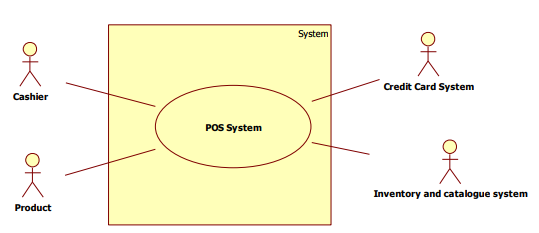 System
Cashier
Credit Card System
POS System
Product
Inventory and catalogue system